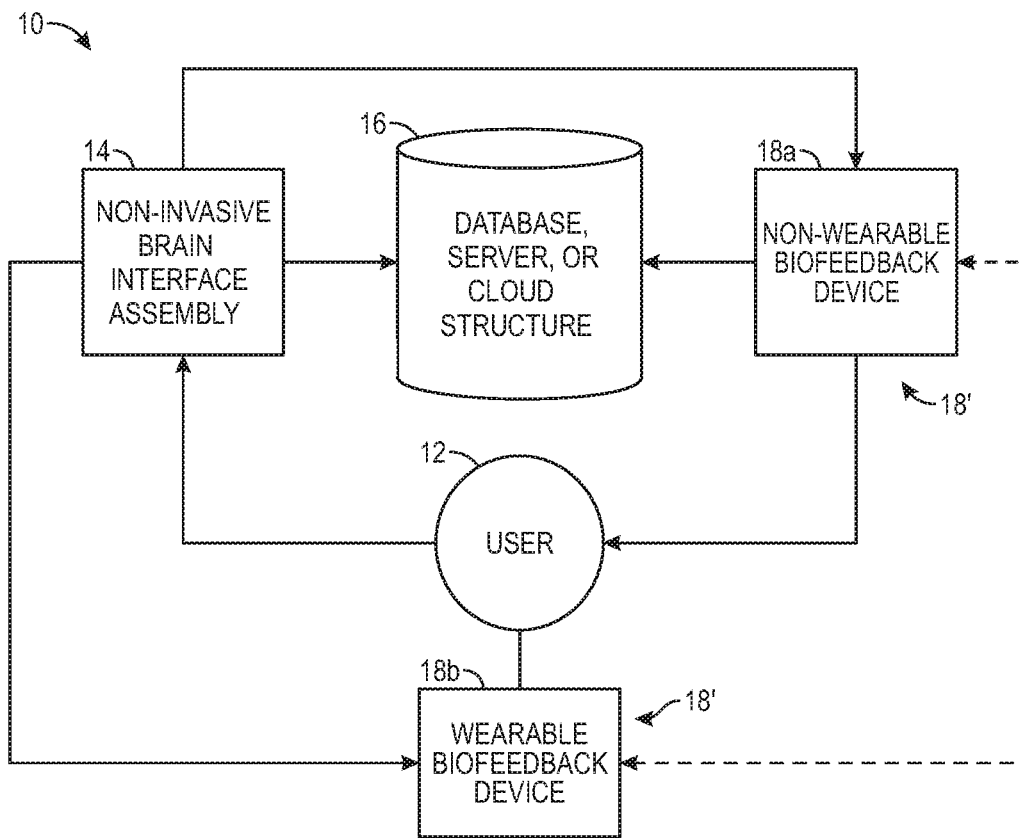 10
14
NON-INVASIVE
BRAIN
INTERFACE
ASSEMBLY
16
DATABASE,
SERVER, OR
CLOUD
STRUCTURE
18a
NON-WEARABLE
BIOFEEDBACK
DEVICE
18'
12
USER
18b
WEARABLE
BIOFEEDBACK
DEVICE
18'